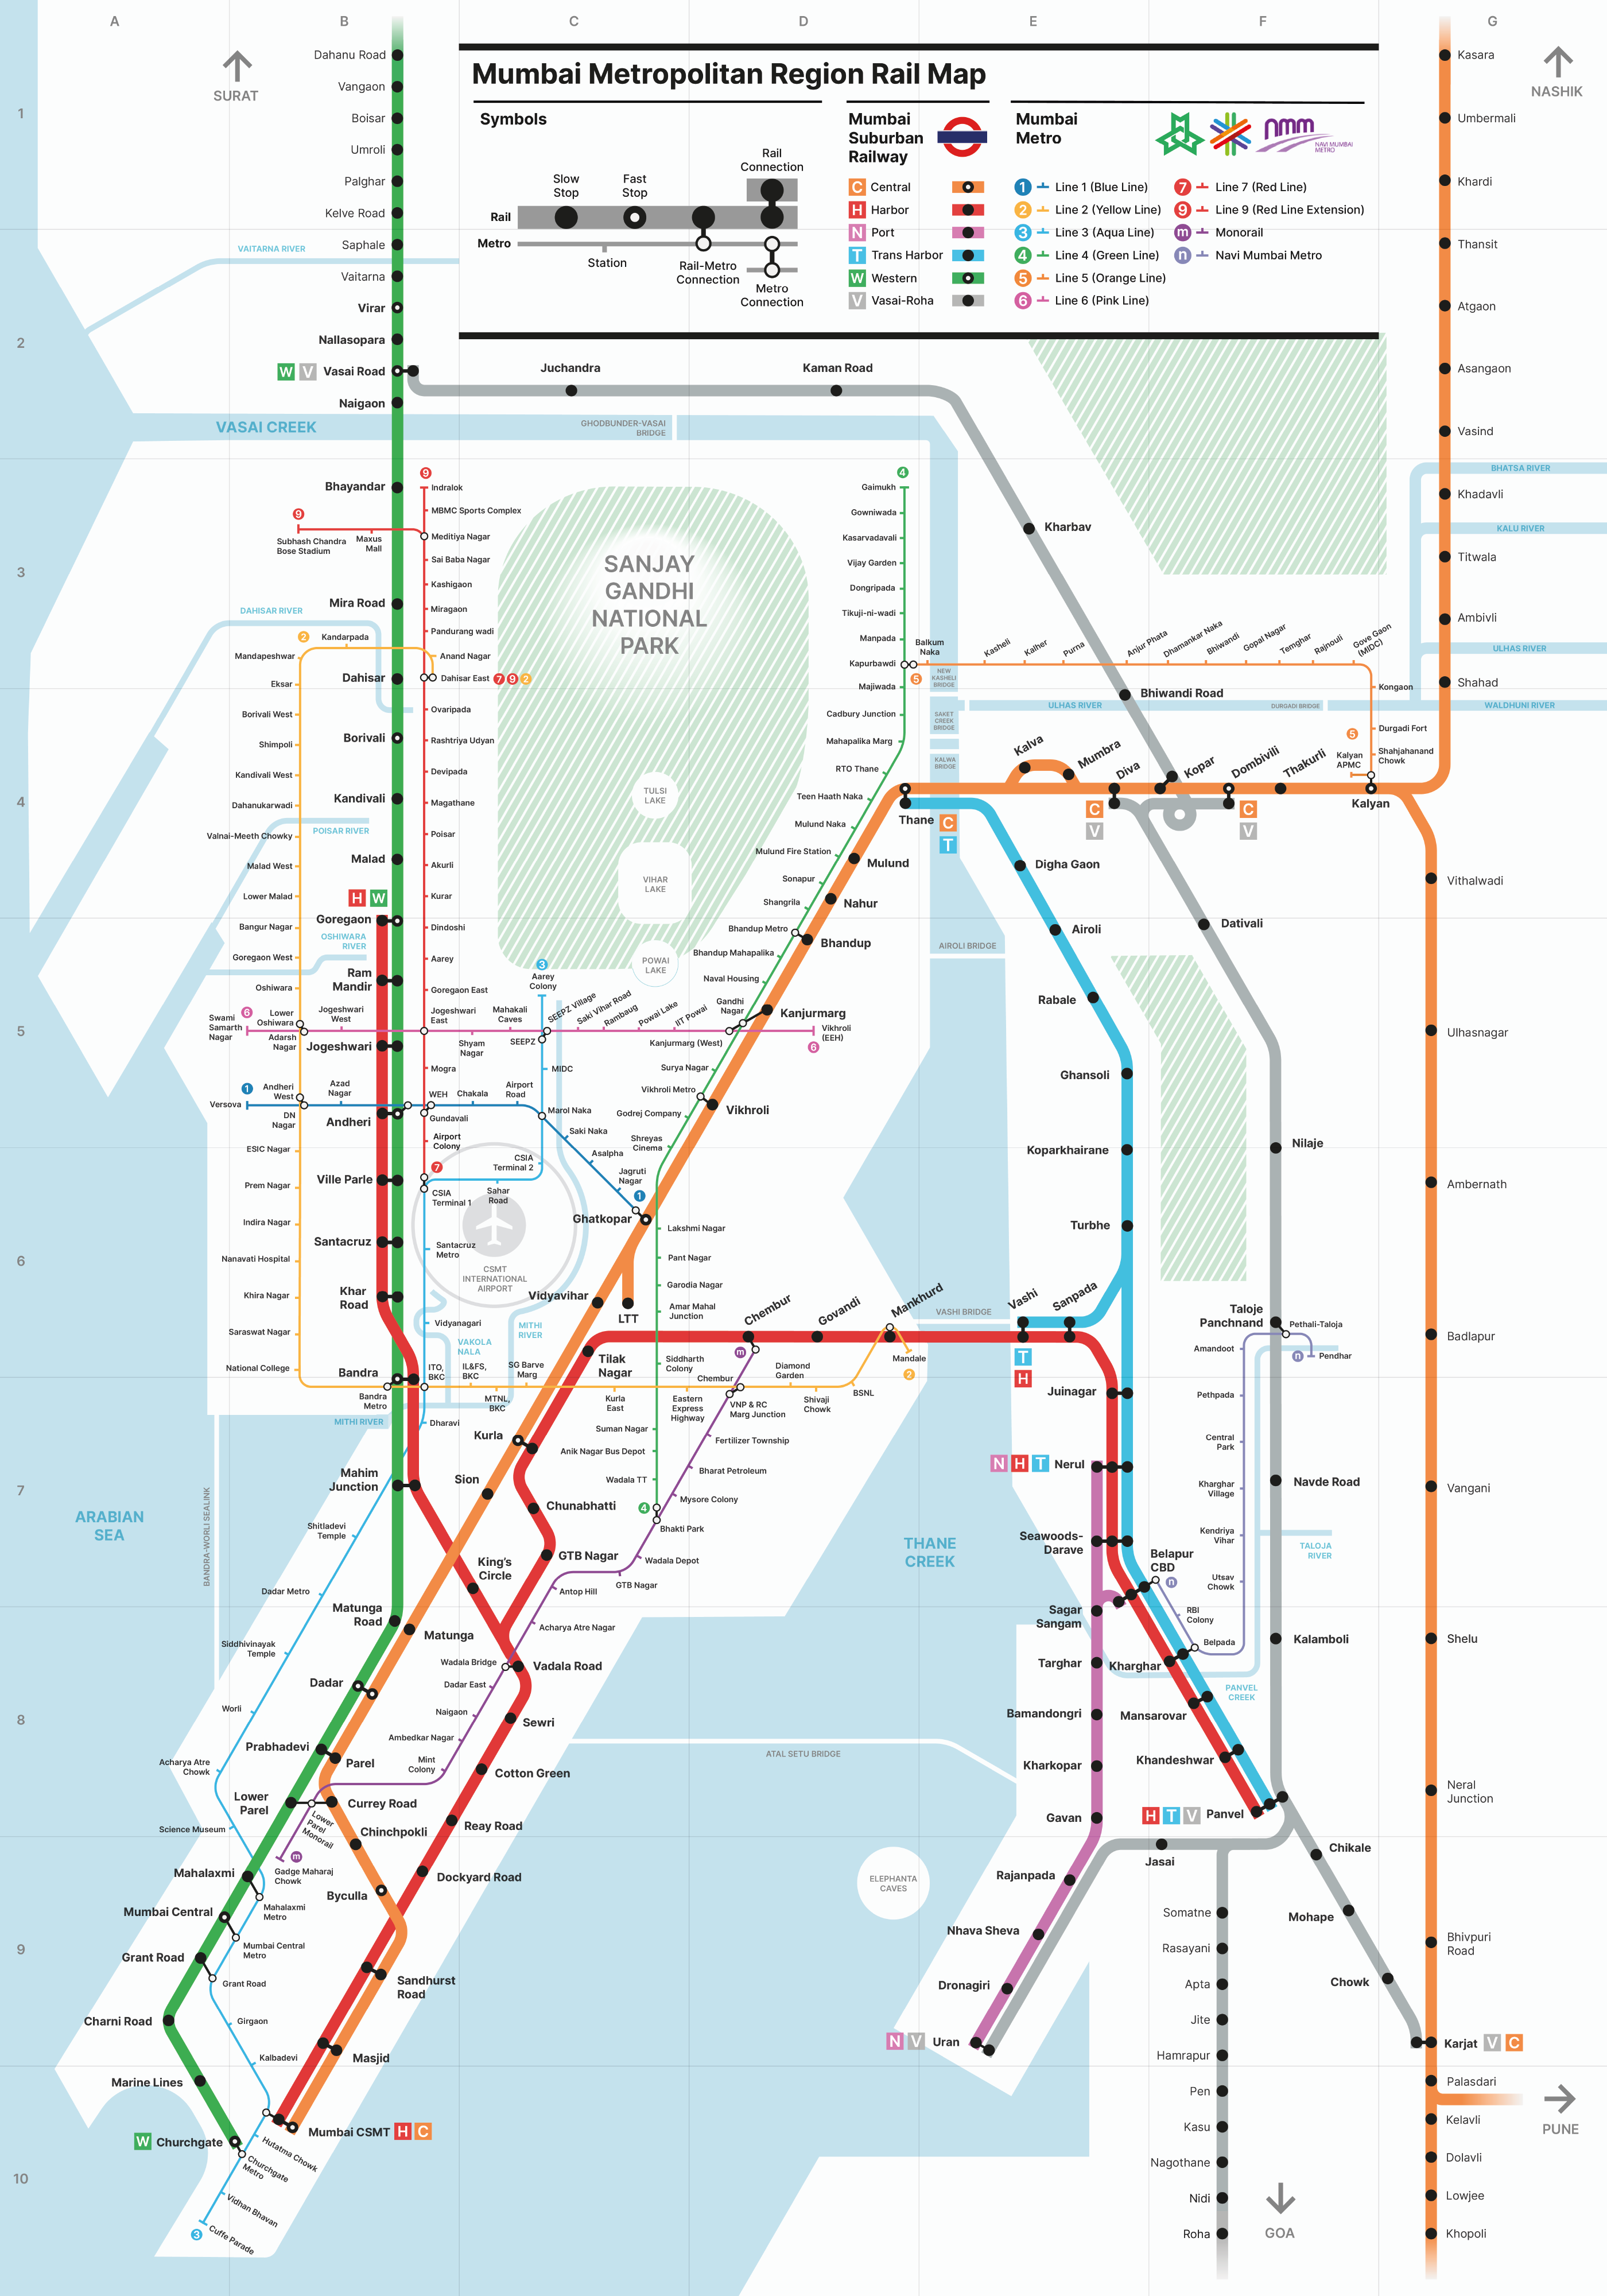 A
B
C
D
E
F
G
1
2
3
4
5
6
7
8
9
10
SURAT
NASHIK
Mumbai Metropolitan Region Rail Map
Symbols
Slow
Stop
Fast
Stop
Rail
Connection
Rail
Metro
Station
Rail-Metro
Connection
Metro
Connection
Mumbai
Suburban
Railway
C Central
H Harbor
N Port
T Trans Harbor
W Western
V Vasai-Roha
Mumbai
Metro
nmm
NAVI MUMBAI
METRO
1 Line 1 (Blue Line)
2 Line 2 (Yellow Line)
3 Line 3 (Aqua Line)
4 Line 4 (Green Line)
5 Line 5 (Orange Line)
6 Line 6 (Pink Line)
7 Line 7 (Red Line)
9 Line 9 (Red Line Extension)
m Monorail
n Navi Mumbai Metro
Dahanu Road
Vangaon
Boisar
Umroli
Palghar
Kelve Road
Saphale
VAITARNA RIVER
Vaitarna
Virar
Nallasopara
W V Vasai Road
Naigaon
VASAI CREEK
Bhayandar
Mira Road
DAHISAR RIVER
Dahisar
Borivali
Kandivali
POISAR RIVER
Malad
H W
Goregaon
OSHIWARA
RIVER
Ram
Mandir
Jogeshwari
Andheri
Ville Parle
Santacruz
Khar
Road
Bandra
MITHI RIVER
Mahim
Junction
Matunga
Road
Dadar
Prabhadevi
Lower
Parel
Mahalaxmi
Mumbai Central
Grant Road
Charni Road
Marine Lines
W Churchgate
Juchandra
Kaman Road
GHODBUNDER-VASAI
BRIDGE
Kharbav
Bhiwandi Road
9
Indralok
MBMC Sports Complex
9
Subhash Chandra
Bose Stadium
Maxus
Mall
Meditiya Nagar
Sai Baba Nagar
Kashigaon
Miragaon
Pandurang wadi
Anand Nagar
Dahisar East 7 9 2
Ovaripada
Rashtriya Udyan
Devipada
Magathane
Poisar
Akurli
Kurar
Dindoshi
Aarey
Goregaon East
Jogeshwari
East
Mogra
WEH
Gundavali
Airport
Colony
7
CSIA
Terminal 1
2
Kandarpada
Mandapeshwar
Eksar
Borivali West
Shimpoli
Kandivali West
Dahanukarwadi
Valnai-Meeth Chowky
Malad West
Lower Malad
Bangur Nagar
Goregaon West
Oshiwara
Lower
Oshiwara
Adarsh
Nagar
Andheri
West
DN
Nagar
ESIC Nagar
Prem Nagar
Indira Nagar
Nanavati Hospital
Khira Nagar
Saraswat Nagar
National College
Bandra
Metro
ITO,
BKC
IL&FS,
BKC
MTNL,
BKC
SG Barve
Marg
Kurla
East
Eastern
Express
Highway
Chembur
Diamond
Garden
Shivaji
Chowk
BSNL
Mandale
2
6
Swami
Samarth
Nagar
Jogeshwari
West
Shyam
Nagar
Mahakali
Caves
SEEPZ Village
Saki Vihar Road
Rambaug
Powai Lake
IIT Powai
Kanjurmarg (West)
Vikhroli
(EEH)
6
1
Versova
Azad
Nagar
Chakala
Airport
Road
Marol Naka
Saki Naka
Asalpha
Jagruti
Nagar
1
3
Aarey
Colony
SEEPZ
MIDC
CSIA
Terminal 2
Sahar
Road
Santacruz
Metro
Vidyanagari
Dharavi
Shitladevi
Temple
Dadar Metro
Siddhivinayak
Temple
Worli
Acharya Atre
Chowk
Science Museum
Mahalaxmi
Metro
Mumbai Central
Metro
Grant Road
Girgaon
Kalbadevi
Hutatma Chowk
Churchgate
Metro
Vidhan Bhavan
Cuffe Parade
3
CSMT
INTERNATIONAL
AIRPORT
VAKOLA
NALA
MITHI
RIVER
SANJAY
GANDHI
NATIONAL
PARK
TULSI
LAKE
VIHAR
LAKE
POWAI
LAKE
4
Gaimukh
Gowniwada
Kasarvadavali
Vijay Garden
Dongripada
Tikuji-ni-wadi
Manpada
Kapurbawdi
Majiwada
Cadbury Junction
Mahapalika Marg
RTO Thane
Teen Haath Naka
Mulund Naka
Mulund Fire Station
Sonapur
Shangrila
Bhandup Metro
Bhandup Mahapalika
Naval Housing
Gandhi
Nagar
Surya Nagar
Vikhroli Metro
Godrej Company
Shreyas
Cinema
Lakshmi Nagar
Pant Nagar
Garodia Nagar
Amar Mahal
Junction
Siddharth
Colony
Suman Nagar
Anik Nagar Bus Depot
Wadala TT
4
Bhakti Park
Balkum
Naka
5
Kasheli
Kalher
Purna
Anjur Phata
Dhamankar Naka
Bhiwandi
Gopal Nagar
Temghar
Rajnouli
Gove Gaon
(MIDC)
Kongaon
Durgadi Fort
Shahjahanand
Chowk
5
Kalyan
APMC
NEW
KASHELI
BRIDGE
SAKET
CREEK
BRIDGE
KALWA
BRIDGE
ULHAS RIVER
DURGADI BRIDGE
WALDHUNI RIVER
BHATSA RIVER
KALU RIVER
ULHAS RIVER
Kasara
Umbermali
Khardi
Thansit
Atgaon
Asangaon
Vasind
Khadavli
Titwala
Ambivli
Shahad
Kalyan
Thakurli
Dombivili
C
V
Kopar
Diva
C
V
Mumbra
Kalva
Thane
C
T
Mulund
Nahur
Bhandup
Kanjurmarg
Vikhroli
Ghatkopar
Vidyavihar
LTT
Kurla
Sion
Matunga
Parel
Currey Road
Chinchpokli
Byculla
Sandhurst
Road
Masjid
Mumbai CSMT H C
Vithalwadi
Ulhasnagar
Ambernath
Badlapur
Vangani
Shelu
Neral
Junction
Bhivpuri
Road
Karjat V C
Palasdari
PUNE
Kelavli
Dolavli
Lowjee
Khopoli
AIROLI BRIDGE
Digha Gaon
Airoli
Rabale
Ghansoli
Koparkhairane
Turbhe
Sanpada
Vashi
T
H
VASHI BRIDGE
Mankhurd
Govandi
Chembur
Tilak
Nagar
Chunabhatti
GTB Nagar
King's
Circle
Vadala Road
Sewri
Cotton Green
Reay Road
Dockyard Road
Juinagar
N H T Nerul
Seawoods-
Darave
Belapur
CBD
n
Kharghar
Mansarovar
Khandeshwar
H T V Panvel
Sagar
Sangam
Targhar
Bamandongri
Kharkopar
Gavan
Rajanpada
Nhava Sheva
Dronagiri
N V Uran
m
VNP & RC
Marg Junction
Fertilizer Township
Bharat Petroleum
Mysore Colony
Wadala Depot
GTB Nagar
Antop Hill
Acharya Atre Nagar
Wadala Bridge
Dadar East
Naigaon
Ambedkar Nagar
Mint
Colony
Lower
Parel
Monorail
m
Gadge Maharaj
Chowk
Dativali
Nilaje
Taloje
Panchnand
Navde Road
Kalamboli
Pethali-Taloja
n
Pendhar
Amandoot
Pethpada
Central
Park
Kharghar
Village
Kendriya
Vihar
Utsav
Chowk
RBI
Colony
Belpada
TALOJA
RIVER
PANVEL
CREEK
Jasai
Chikale
Mohape
Chowk
Somatne
Rasayani
Apta
Jite
Hamrapur
Pen
Kasu
Nagothane
Nidi
Roha
GOA
ARABIAN
SEA
BANDRA-WORLI SEALINK
THANE
CREEK
ATAL SETU BRIDGE
ELEPHANTA
CAVES